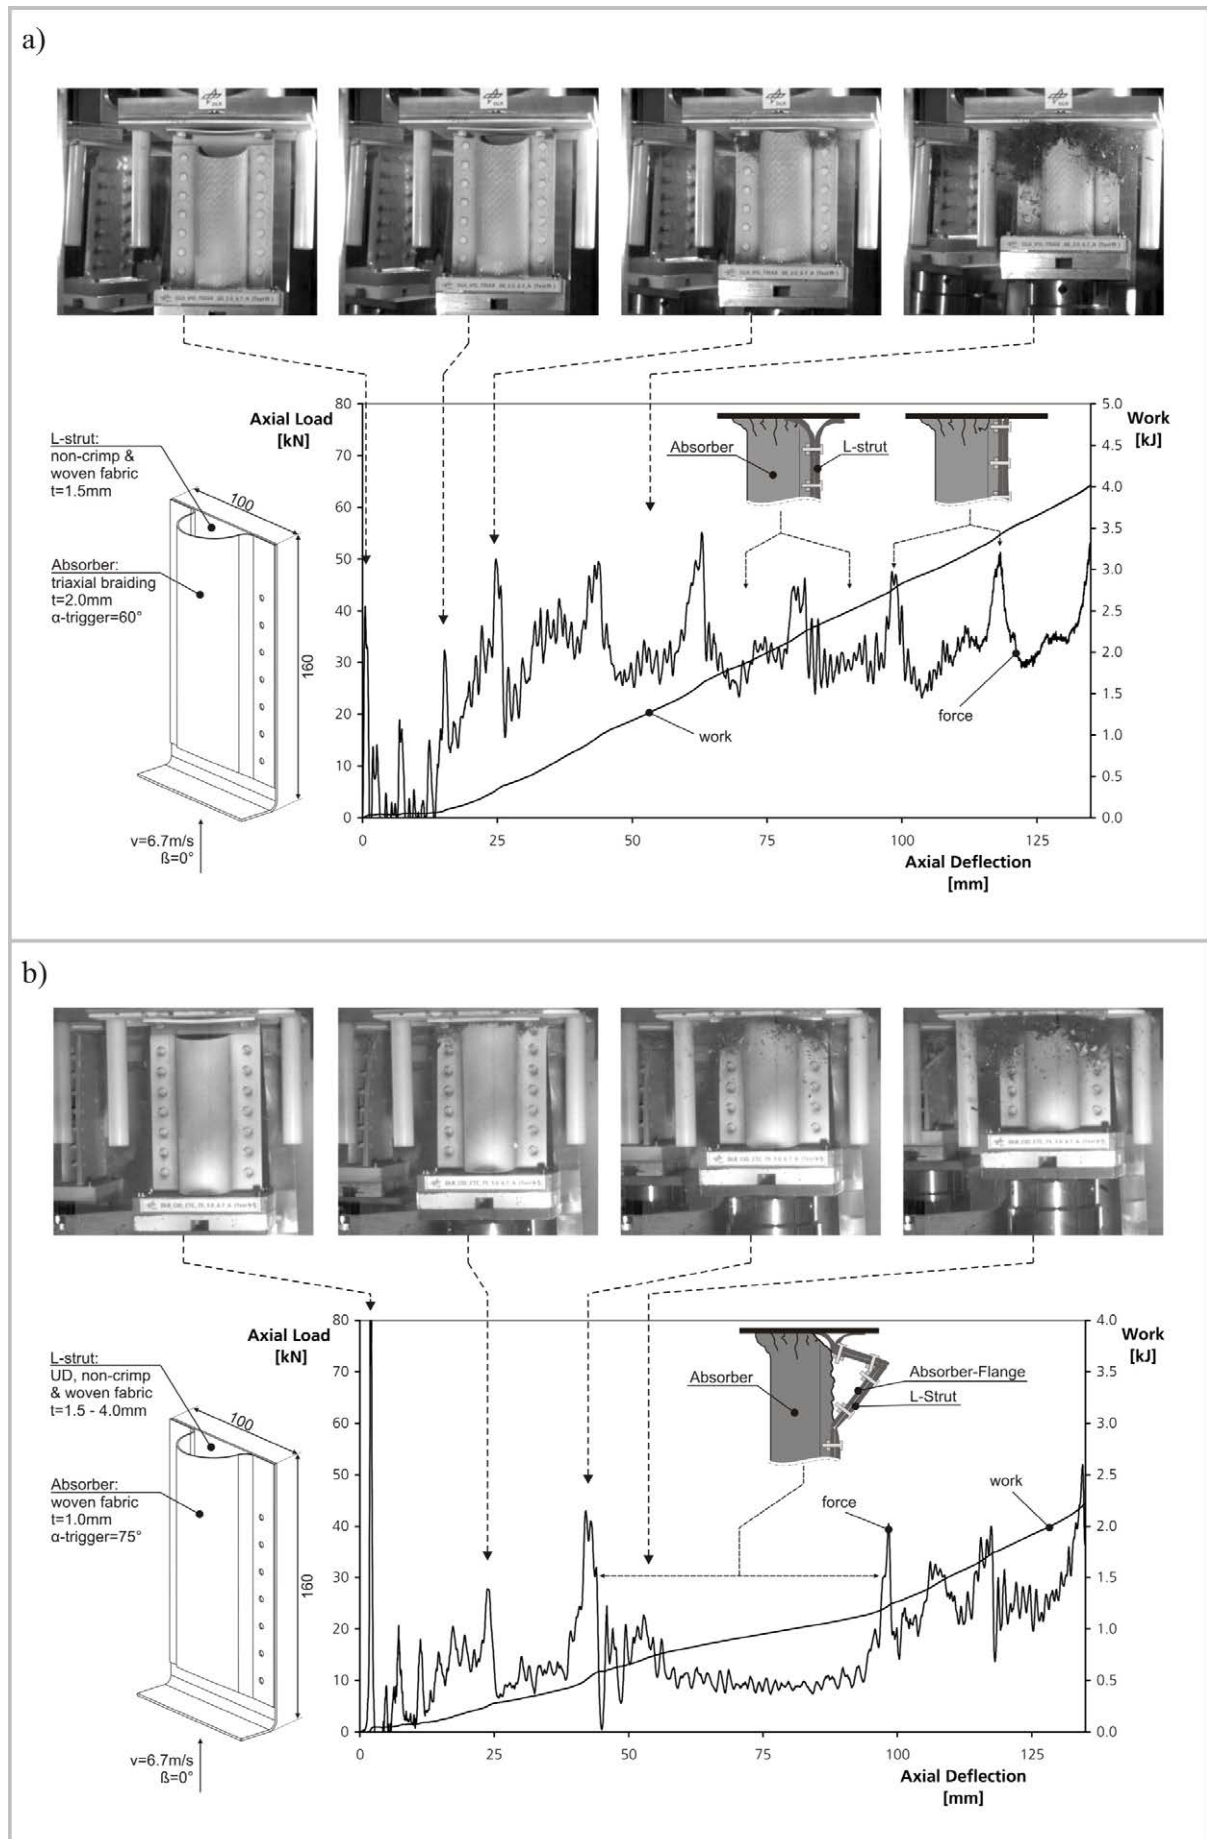 a)
DLR
Axial Load
[kN]
Work
[kJ]
80
70
60
50
40
30
20
10
0
5.0
4.5
4.0
3.5
3.0
2.5
2.0
1.5
1.0
0.5
0.0
0
25
50
75
100
125
Axial Deflection
[mm]
Absorber
L-strut
work
force
L-strut:
non-crimp &
woven fabric
t=1.5mm
Absorber:
triaxial braiding
t=2.0mm
α-trigger=60°
100
160
v=6.7m/s
ß=0°
b)
Axial Load
[kN]
Work
[kJ]
80
70
60
50
40
30
20
10
0
4.0
3.5
3.0
2.5
2.0
1.5
1.0
0.5
0.0
0
25
50
75
100
125
Axial Deflection
[mm]
Absorber
Absorber-Flange
L-Strut
force
work
L-strut:
UD, non-crimp
& woven fabric
t=1.5 - 4.0mm
Absorber:
woven fabric
t=1.0mm
α-trigger=75°
100
160
v=6.7m/s
ß=0°